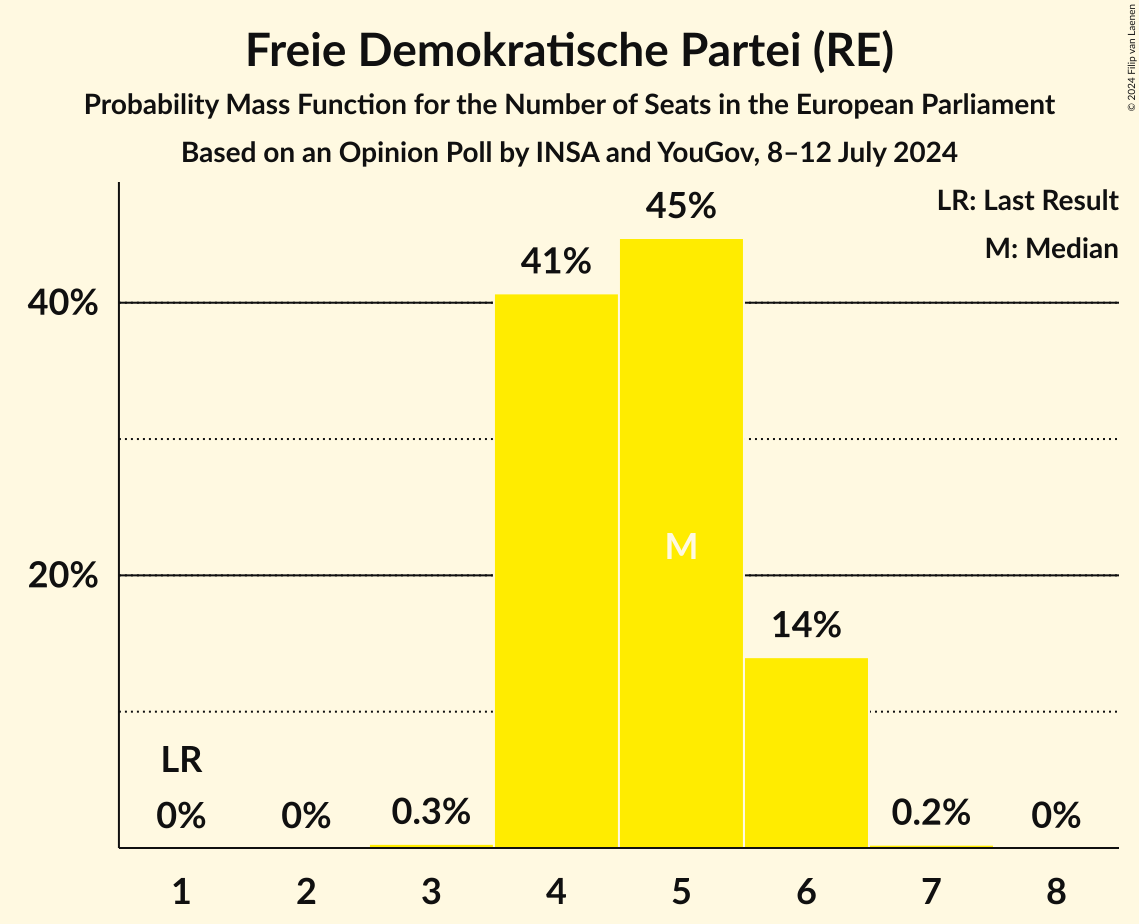 Freie Demokratische Partei (RE)
Probability Mass Function for the Number of Seats in the European Parliament
Based on an Opinion Poll by INSA and YouGov, 8–12 July 2024
© 2024 Filip van Laenen
LR: Last Result
M: Median
45%
41%
40%
M
20%
14%
LR
0%
0%
0.3%
0.2%
0%
1
2
3
4
5
6
7
8